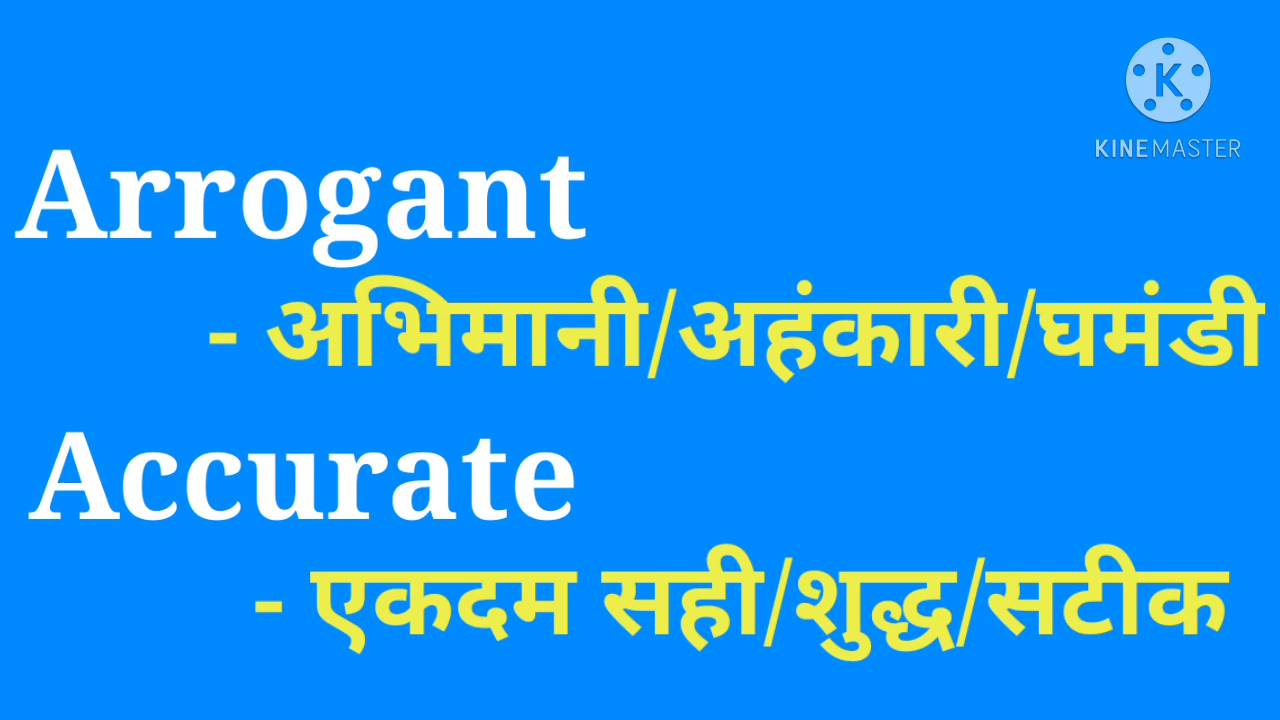 K
KINEMASTER
Arrogant
- अभिमानी/अहंकारी/घमंडी
Accurate
- एकदम सही/शुद्ध/सटीक